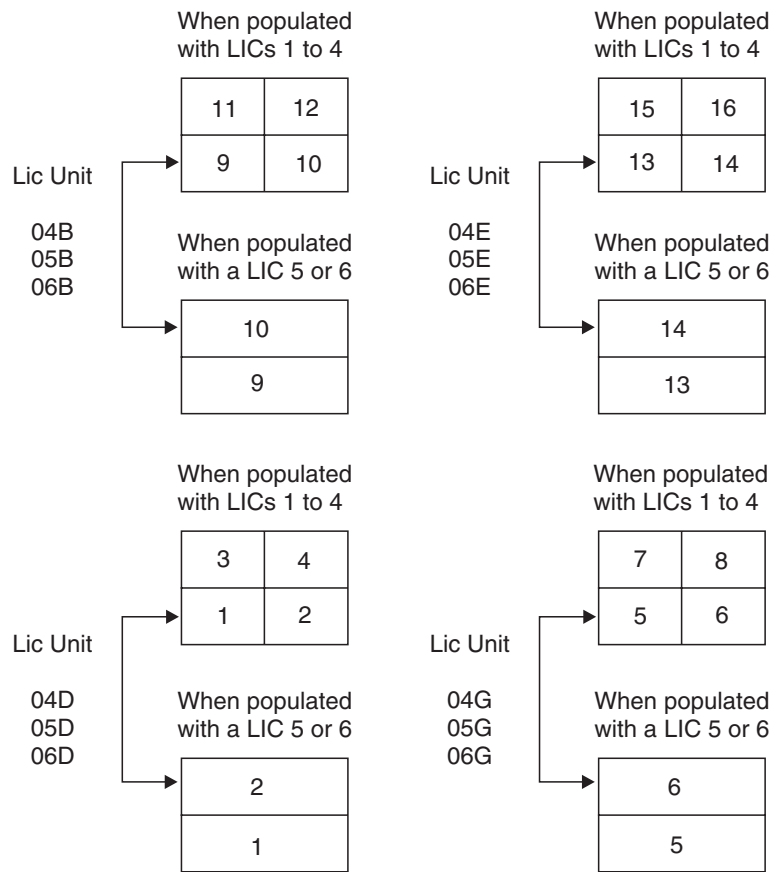 When populated
with LICs 1 to 4
11 12
9 10
Lic Unit
04B
05B
06B
When populated
with a LIC 5 or 6
10
9
When populated
with LICs 1 to 4
15 16
13 14
Lic Unit
04E
05E
06E
When populated
with a LIC 5 or 6
14
13
When populated
with LICs 1 to 4
3 4
1 2
Lic Unit
04D
05D
06D
When populated
with a LIC 5 or 6
2
1
When populated
with LICs 1 to 4
7 8
5 6
Lic Unit
04G
05G
06G
When populated
with a LIC 5 or 6
6
5